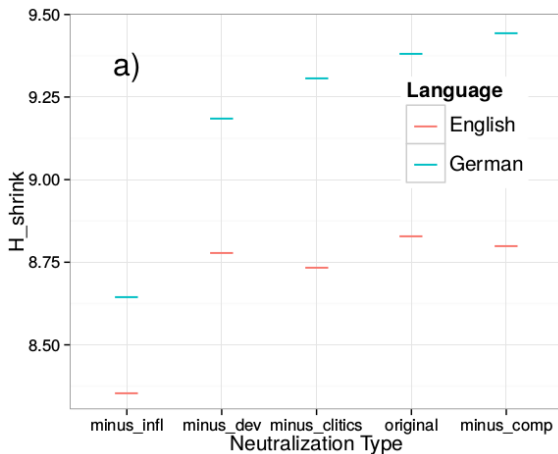 a)
Language
English
German
9.50
9.25
9.00
8.75
8.50
H_shrink
minus_infl minus_dev minus_clitics original minus_comp
Neutralization Type